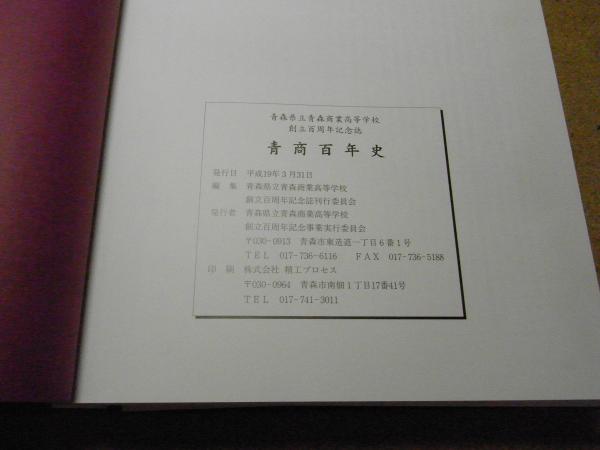 青森県立青森商業高等学校
創立百周年記念誌
青商百年史
発行日 平成19年3月31日
編集 青森県立青森商業高等学校
創立百周年記念誌刊行委員会
発行者 青森県立青森商業高等学校
創立百周年記念事業実行委員会
〒030-0913 青森市東造道一丁目6番1号
TEL 017-736-6116 FAX 017-736-5188
印刷 株式会社 精工プロセス
〒030-0964 青森市南佃1丁目17番41号
TEL 017-741-3011